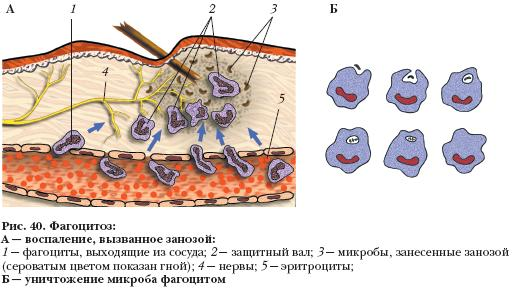 А
1
2
3
Б
4
5
Рис. 40. Фагоцитоз:
А — воспаление, вызванное занозой:
1 — фагоциты, выходящие из сосуда; 2 — защитный вал; 3 — микробы, занесенные занозой
(сероватым цветом показан гной); 4 — нервы; 5 — эритроциты;
Б — уничтожение микроба фагоцитом